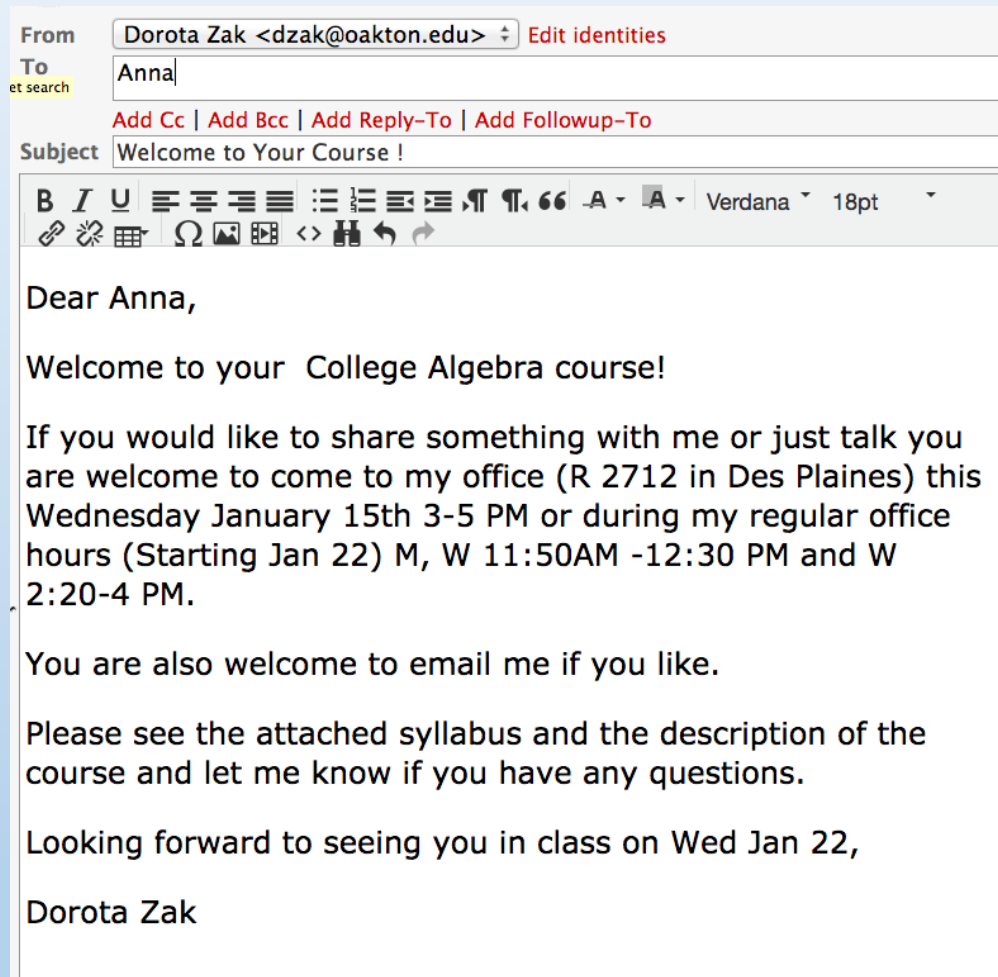 From Dorota Zak <dzak@oakton.edu> Edit identities
To Anna
et search
Add Cc | Add Bcc | Add Reply-To | Add Followup-To
Subject Welcome to Your Course !
B I U A A Verdana 18pt
Dear Anna,
Welcome to your  College Algebra course!
If you would like to share something with me or just talk you
are welcome to come to my office (R 2712 in Des Plaines) this
Wednesday January 15th 3-5 PM or during my regular office
hours (Starting Jan 22) M, W 11:50AM -12:30 PM and W
2:20-4 PM.
You are also welcome to email me if you like.
Please see the attached syllabus and the description of the
course and let me know if you have any questions.
Looking forward to seeing you in class on Wed Jan 22,
Dorota Zak